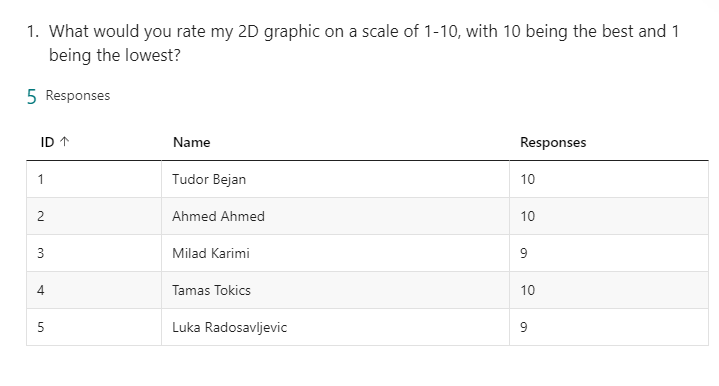 1. What would you rate my 2D graphic on a scale of 1-10, with 10 being the best and 1
being the lowest?
5 Responses
ID ↑ Name Responses
1 Tudor Bejan 10
2 Ahmed Ahmed 10
3 Milad Karimi 9
4 Tamas Tokics 10
5 Luka Radosavljevic 9